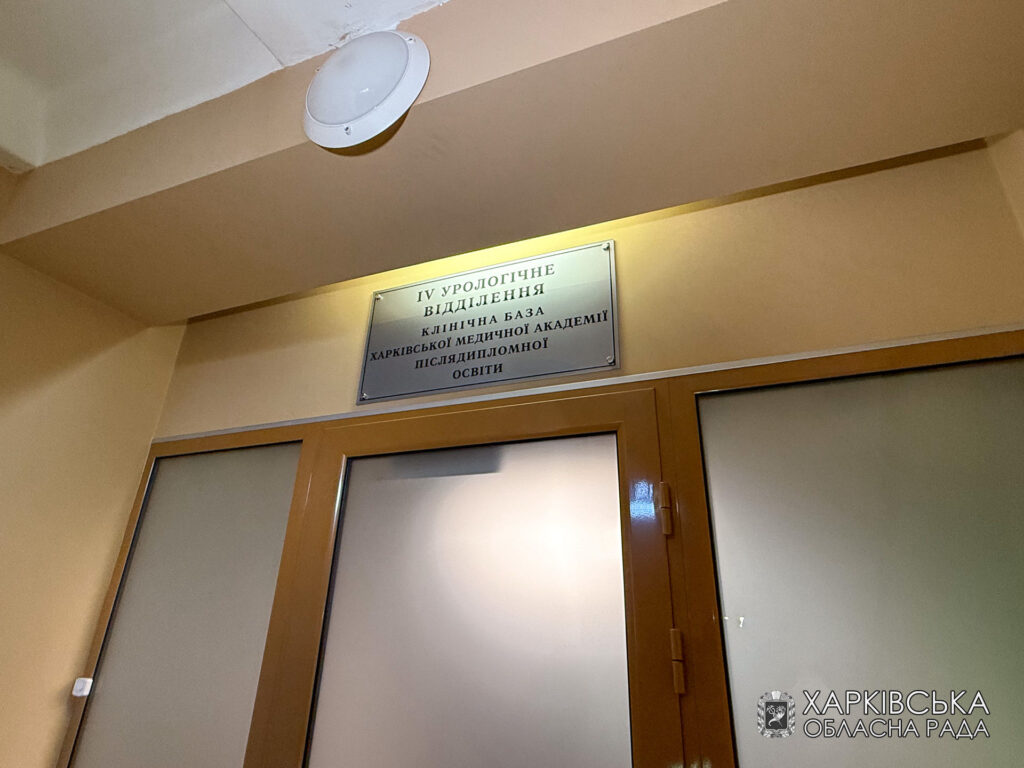 IV УРОЛОГІЧНЕ
ВІДДІЛЕННЯ
КЛІНІЧНА БАЗА
ХАРКІВСЬКОЇ МЕДИЧНОЇ АКАДЕМІЇ
ПІСЛЯДИПЛОМНОЇ
ОСВІТИ
ХАРКІВСЬКА
ОБЛАСНА РАДА